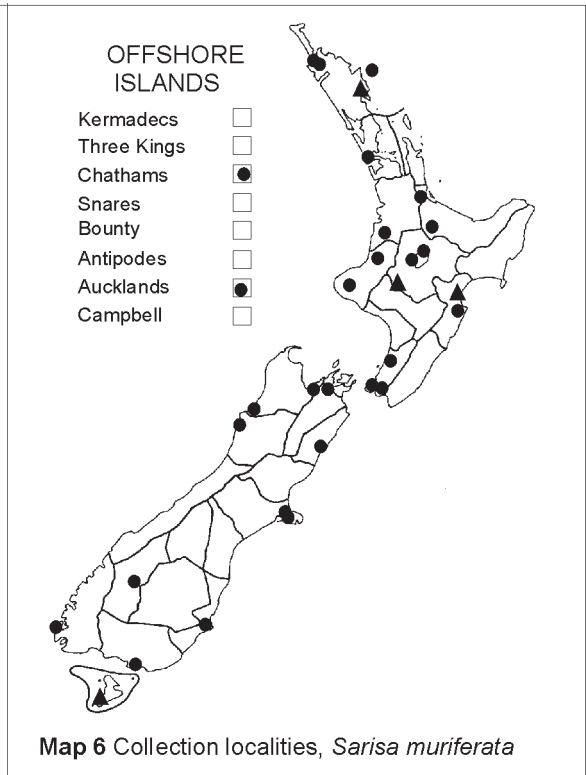 OFFSHORE
ISLANDS
Kermadecs
Three Kings
Chathams
Snares
Bounty
Antipodes
Aucklands
Campbell
Map 6 Collection localities, Sarisa muriferata